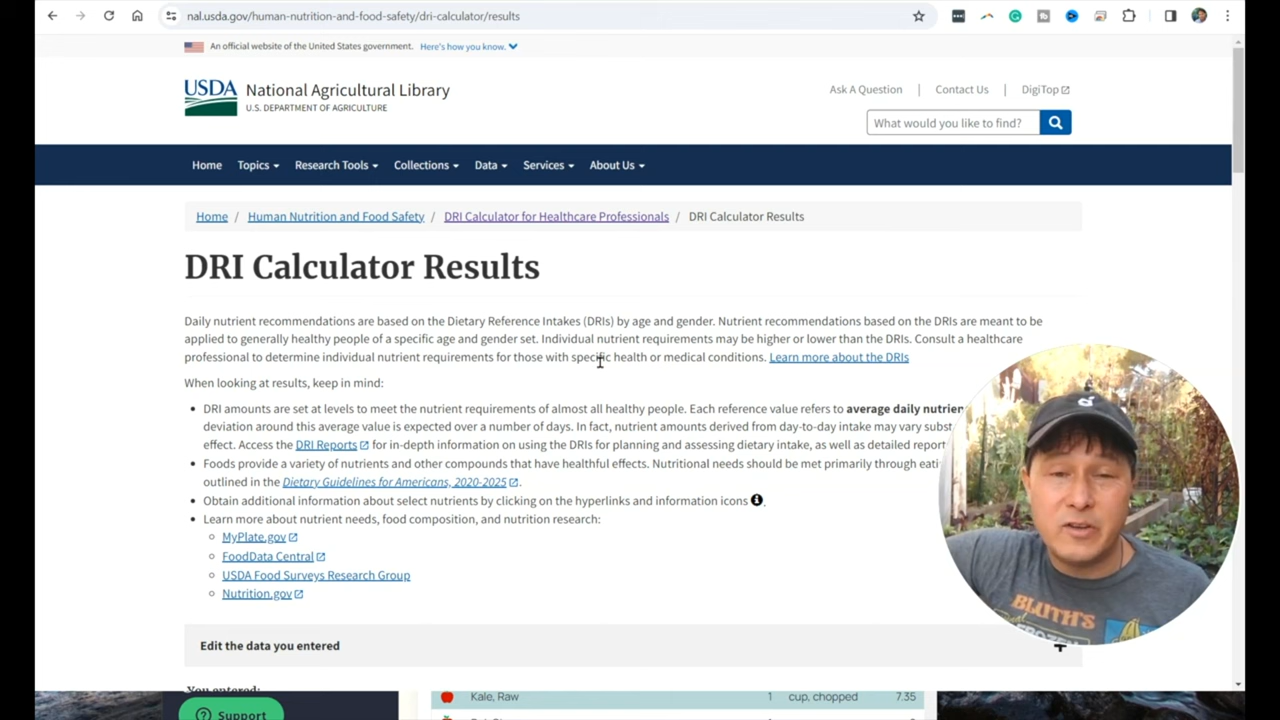 nal.usda.gov/human-nutrition-and-food-safety/dri-calculator/results
An official website of the United States government. Here's how you know.
USDA National Agricultural Library
U.S. DEPARTMENT OF AGRICULTURE
Ask A Question | Contact Us | DigiTop
What would you like to find?
Home Topics Research Tools Collections Data Services About Us
Home / Human Nutrition and Food Safety / DRI Calculator for Healthcare Professionals / DRI Calculator Results
DRI Calculator Results
Daily nutrient recommendations are based on the Dietary Reference Intakes (DRIs) by age and gender. Nutrient recommendations based on the DRIs are meant to be
applied to generally healthy people of a specific age and gender set. Individual nutrient requirements may be higher or lower than the DRIs. Consult a healthcare
professional to determine individual nutrient requirements for those with specific health or medical conditions. Learn more about the DRIs
When looking at results, keep in mind:
• DRI amounts are set at levels to meet the nutrient requirements of almost all healthy people. Each reference value refers to average daily nutrien
deviation around this average value is expected over a number of days. In fact, nutrient amounts derived from day-to-day intake may vary subst
effect. Access the DRI Reports for in-depth information on using the DRIs for planning and assessing dietary intake, as well as detailed report
• Foods provide a variety of nutrients and other compounds that have healthful effects. Nutritional needs should be met primarily through eati
outlined in the Dietary Guidelines for Americans, 2020-2025.
• Obtain additional information about select nutrients by clicking on the hyperlinks and information icons.
• Learn more about nutrient needs, food composition, and nutrition research:
MyPlate.gov
FoodData Central
USDA Food Surveys Research Group
Nutrition.gov
BLUTH'S
FROZEN
Edit the data you entered
You entered:
Kale, Raw 1 cup, chopped 7.35
Support